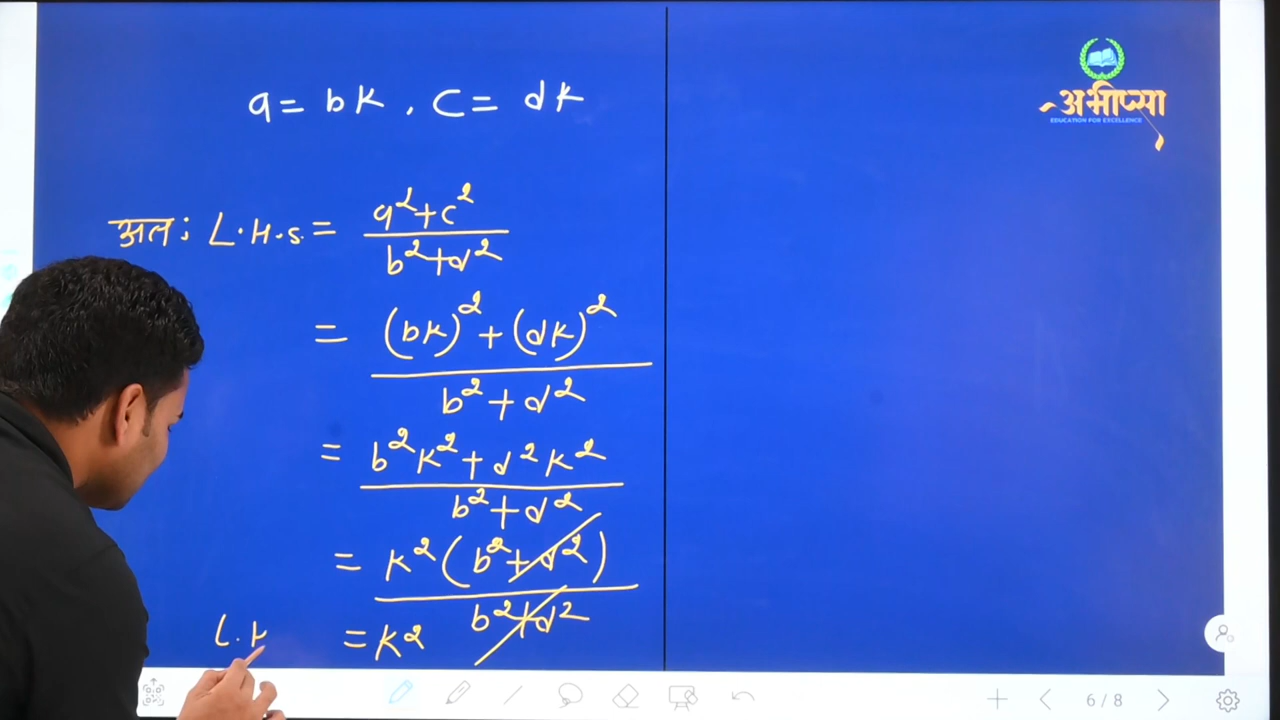 a = bk, c = dk
अतः L.H.S. = a²+c² / b²+d²
= (bk)²+(dk)² / b²+d²
= b²k²+d²k² / b²+d²
= k²(b²+d²) / b²+d²
L.H = k²
अभीप्सा
EDUCATION FOR EXCELLENCE
6/8